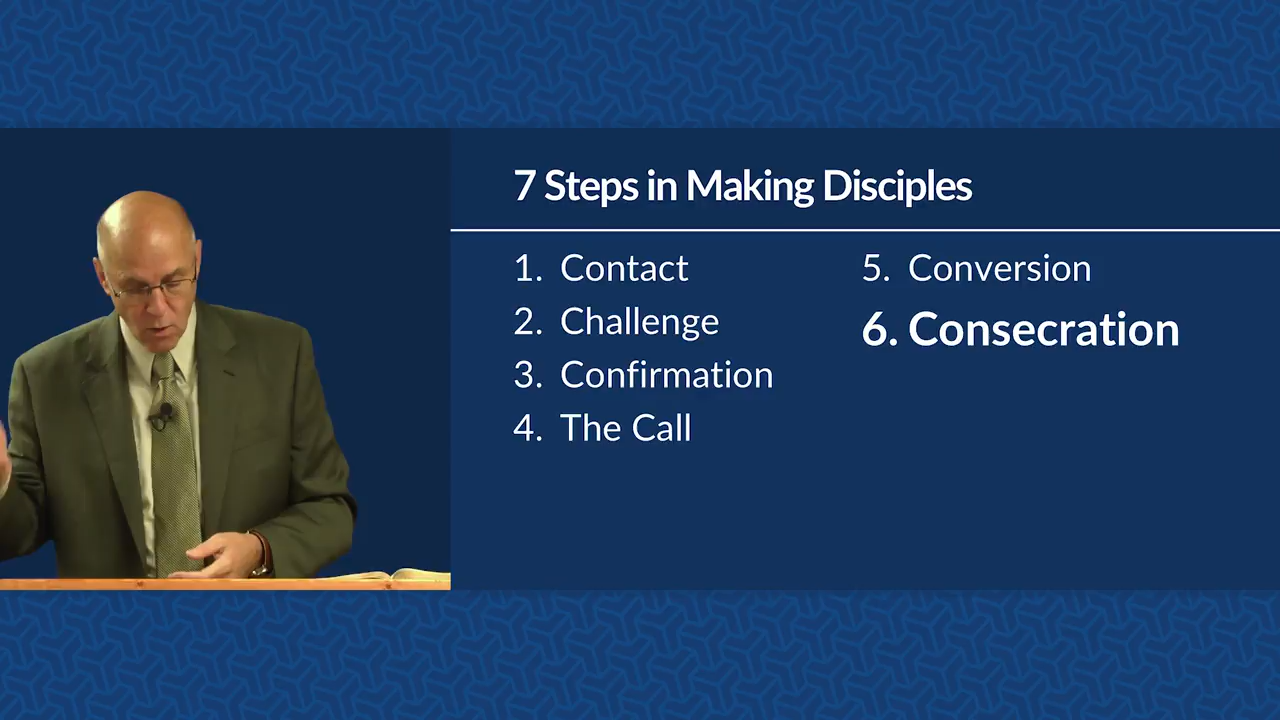 7 Steps in Making Disciples
1. Contact
2. Challenge
3. Confirmation
4. The Call
5. Conversion
6. Consecration